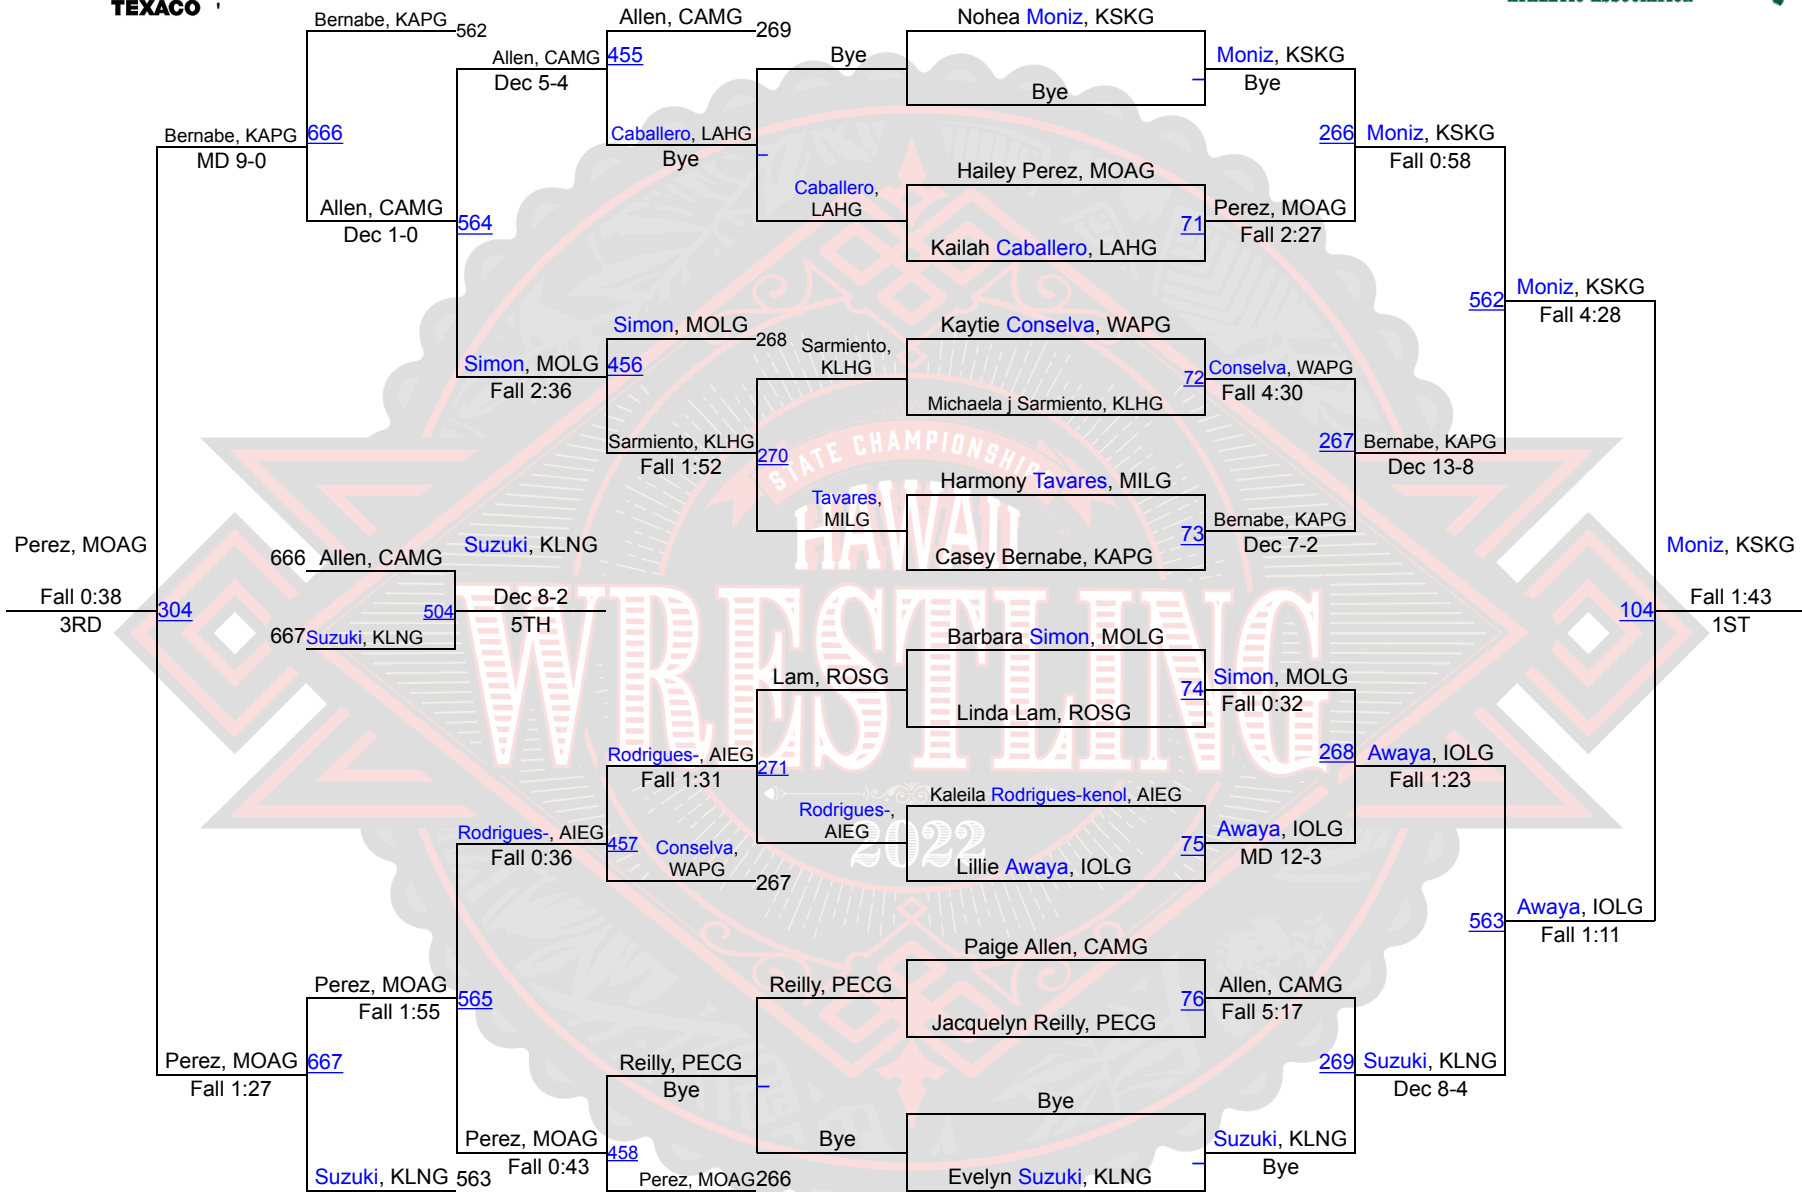 TEXACO
Bernabe, KAPG
562
Allen, CAMG
269
Nohea Moniz, KSKG
Allen, CAMG
455
Dec 5-4
Bye
Moniz, KSKG
Bye
Bye
Bernabe, KAPG
666
MD 9-0
Caballero, LAHG
Bye
266
Moniz, KSKG
Fall 0:58
Caballero,
LAHG
Hailey Perez, MOAG
Allen, CAMG
564
Dec 1-0
71
Perez, MOAG
Fall 2:27
Kailah Caballero, LAHG
562
Moniz, KSKG
Fall 4:28
Simon, MOLG
268
Sarmiento,
KLHG
Kaytie Conselva, WAPG
Simon, MOLG
456
Fall 2:36
72
Conselva, WAPG
Fall 4:30
Michaela j Sarmiento, KLHG
Sarmiento, KLHG
270
Fall 1:52
267
Bernabe, KAPG
Dec 13-8
STATE CHAMPIONSHIPS
HAWAII
WRESTLING
2022
Tavares,
MILG
Harmony Tavares, MILG
73
Bernabe, KAPG
Dec 7-2
Casey Bernabe, KAPG
Perez, MOAG
Fall 0:38
304
3RD
666
Allen, CAMG
Suzuki, KLNG
504
Dec 8-2
5TH
667
Suzuki, KLNG
Moniz, KSKG
104
Fall 1:43
1ST
Barbara Simon, MOLG
Lam, ROSG
74
Simon, MOLG
Fall 0:32
Linda Lam, ROSG
Rodrigues-, AIEG
271
Fall 1:31
268
Awaya, IOLG
Fall 1:23
Rodrigues-,
AIEG
Kaleila Rodrigues-kenol, AIEG
Rodrigues-, AIEG
457
Fall 0:36
75
Awaya, IOLG
MD 12-3
Conselva,
WAPG
267
Lillie Awaya, IOLG
563
Awaya, IOLG
Fall 1:11
Paige Allen, CAMG
Perez, MOAG
565
Fall 1:55
Reilly, PECG
76
Allen, CAMG
Fall 5:17
Jacquelyn Reilly, PECG
Perez, MOAG
667
Fall 1:27
Reilly, PECG
Bye
269
Suzuki, KLNG
Dec 8-4
Bye
Perez, MOAG
458
Fall 0:43
Bye
Suzuki, KLNG
Bye
Suzuki, KLNG
563
Perez, MOAG
266
Evelyn Suzuki, KLNG